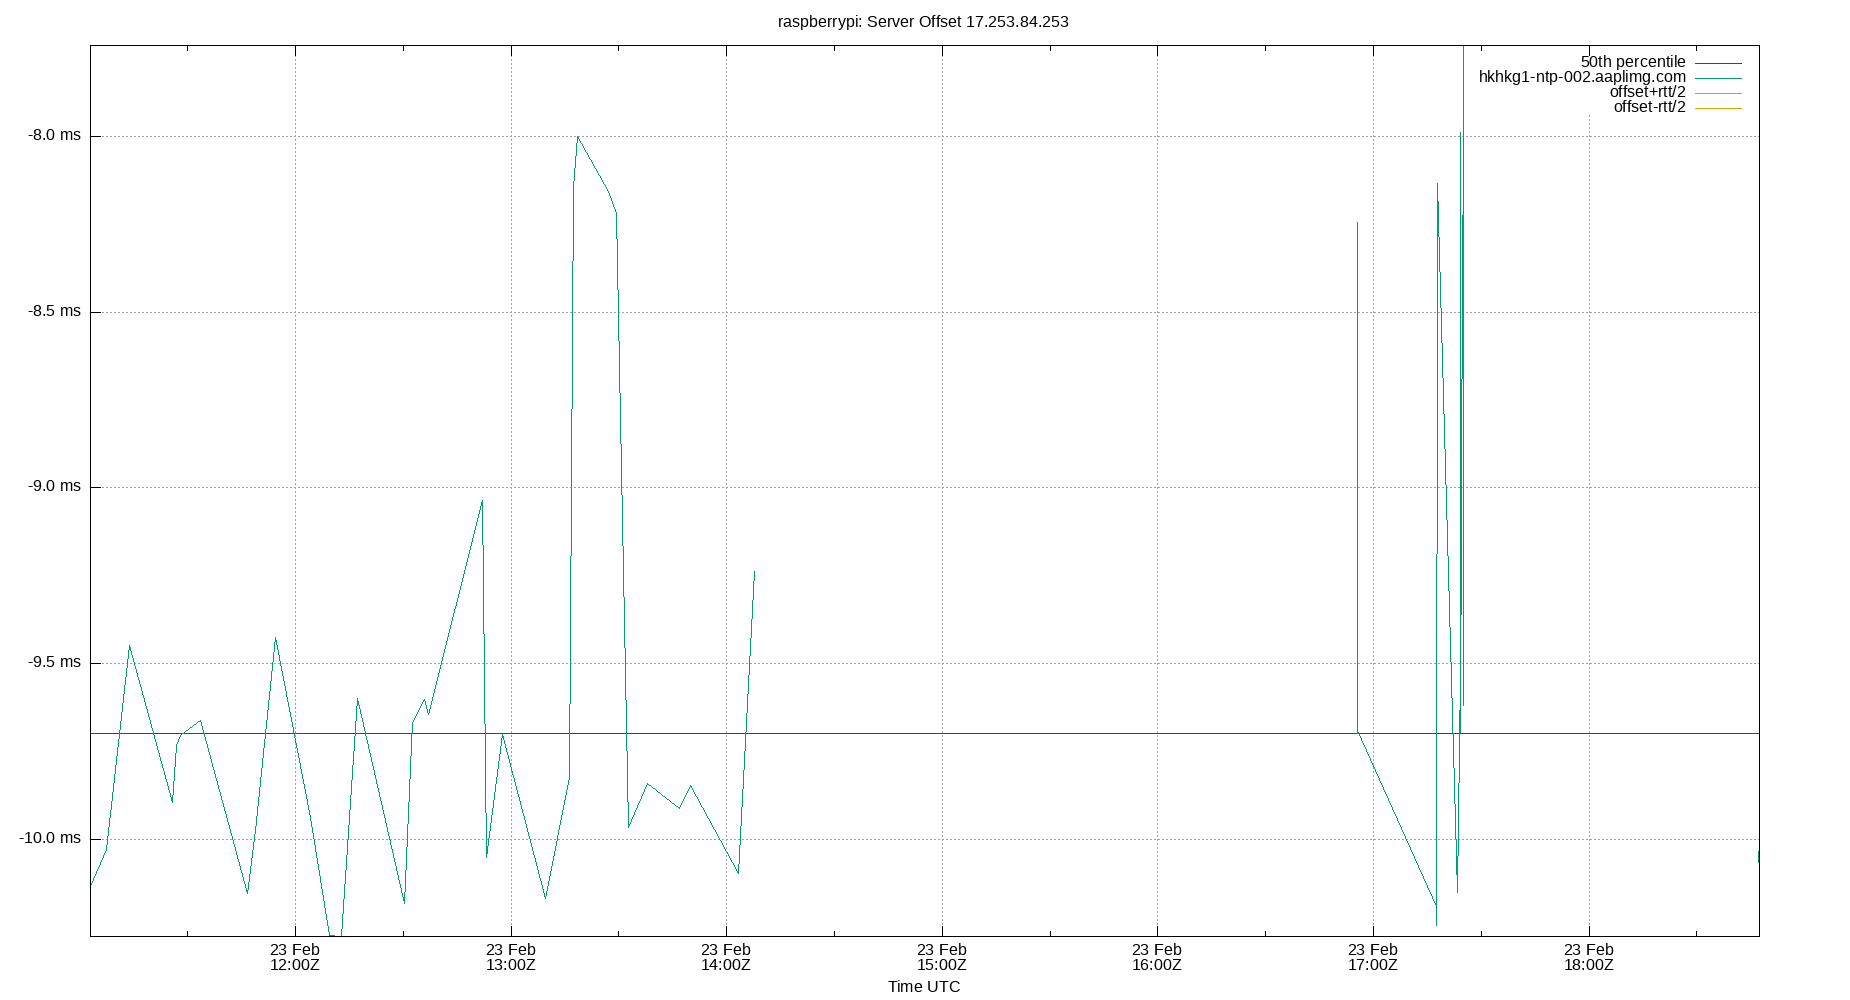 raspberrypi: Server Offset 17.253.84.253
50th percentile
hkhkg1-ntp-002.aaplimg.com
offset+rtt/2
offset-rtt/2
-8.0 ms
-8.5 ms
-9.0 ms
-9.5 ms
-10.0 ms
23 Feb 23 Feb 23 Feb 23 Feb 23 Feb 23 Feb 23 Feb
12:00Z 13:00Z 14:00Z 15:00Z 16:00Z 17:00Z 18:00Z
Time UTC